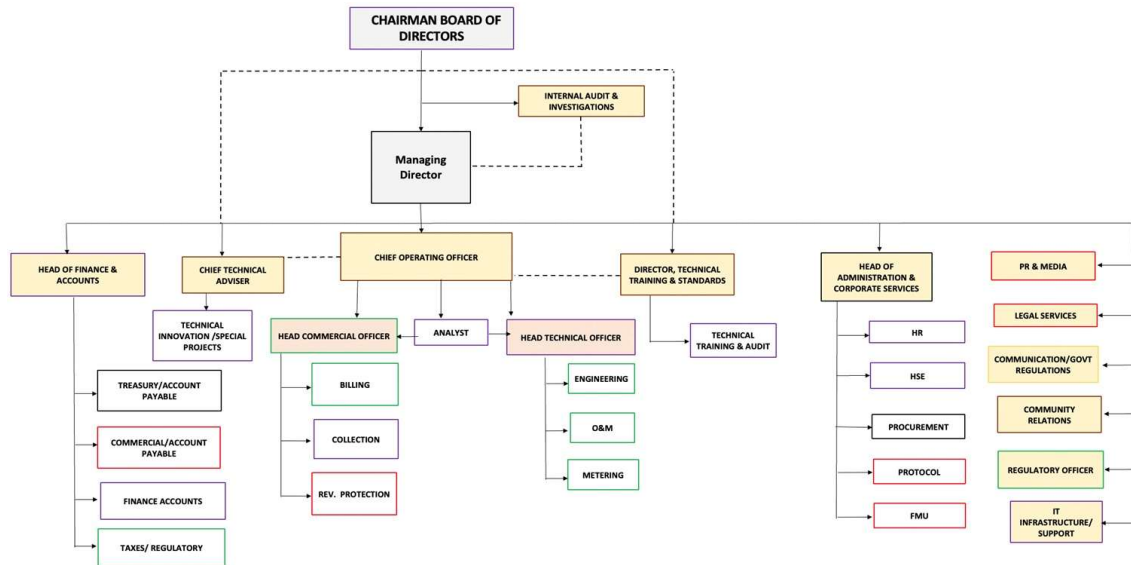 CHAIRMAN BOARD OF
DIRECTORS
INTERNAL AUDIT &
INVESTIGATIONS
Managing
Director
HEAD OF FINANCE &
ACCOUNTS
CHIEF TECHNICAL
ADVISER
CHIEF OPERATING OFFICER
DIRECTOR, TECHNICAL
TRAINING & STANDARDS
HEAD OF
ADMINISTRATION &
CORPORATE SERVICES
PR & MEDIA
TECHNICAL
INNOVATION /SPECIAL
PROJECTS
HEAD COMMERCIAL OFFICER
ANALYST
HEAD TECHNICAL OFFICER
TECHNICAL
TRAINING & AUDIT
HR
LEGAL SERVICES
TREASURY/ACCOUNT
PAYABLE
BILLING
ENGINEERING
HSE
COMMUNICATION/GOVT
REGULATIONS
COMMERCIAL/ACCOUNT
PAYABLE
COLLECTION
O&M
PROCUREMENT
COMMUNITY
RELATIONS
FINANCE ACCOUNTS
REV. PROTECTION
METERING
PROTOCOL
REGULATORY OFFICER
TAXES/ REGULATORY
FMU
IT
INFRASTRUCTURE/
SUPPORT